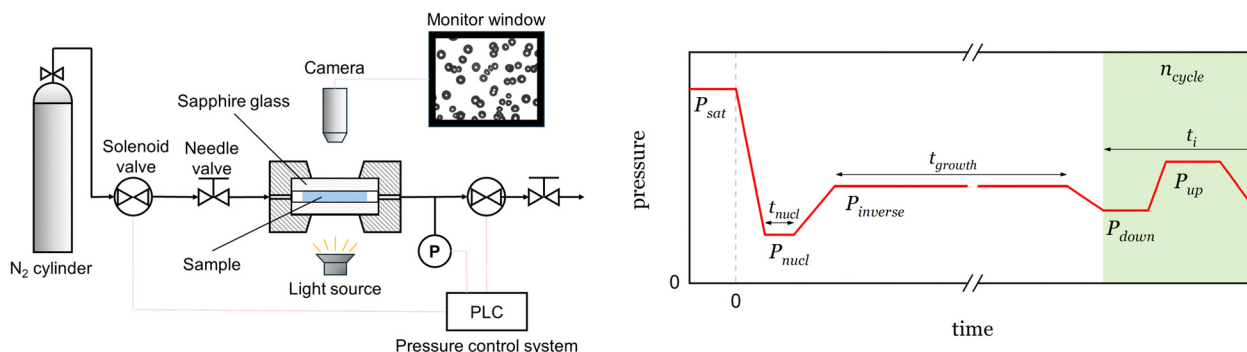 Monitor window
Camera
Sapphire glass
Solenoid
valve
Needle
valve
P
N₂ cylinder
Sample
Light source
PLC
Pressure control system
pressure
0
0
time
P_sat
t_nucl
P_nucl
t_growth
P_inverse
n_cycle
t_i
P_up
P_down